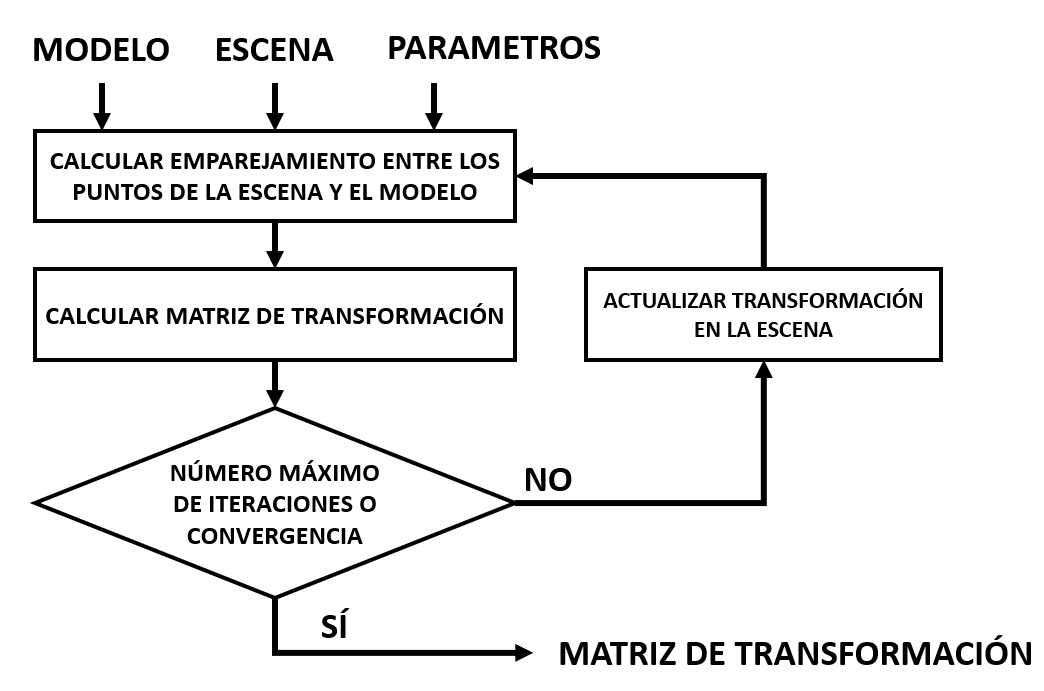 MODELO
ESCENA
PARAMETROS
CALCULAR EMPAREJAMIENTO ENTRE LOS
PUNTOS DE LA ESCENA Y EL MODELO
CALCULAR MATRIZ DE TRANSFORMACIÓN
ACTUALIZAR TRANSFORMACIÓN
EN LA ESCENA
NÚMERO MÁXIMO
DE ITERACIONES O
CONVERGENCIA
NO
SÍ
MATRIZ DE TRANSFORMACIÓN